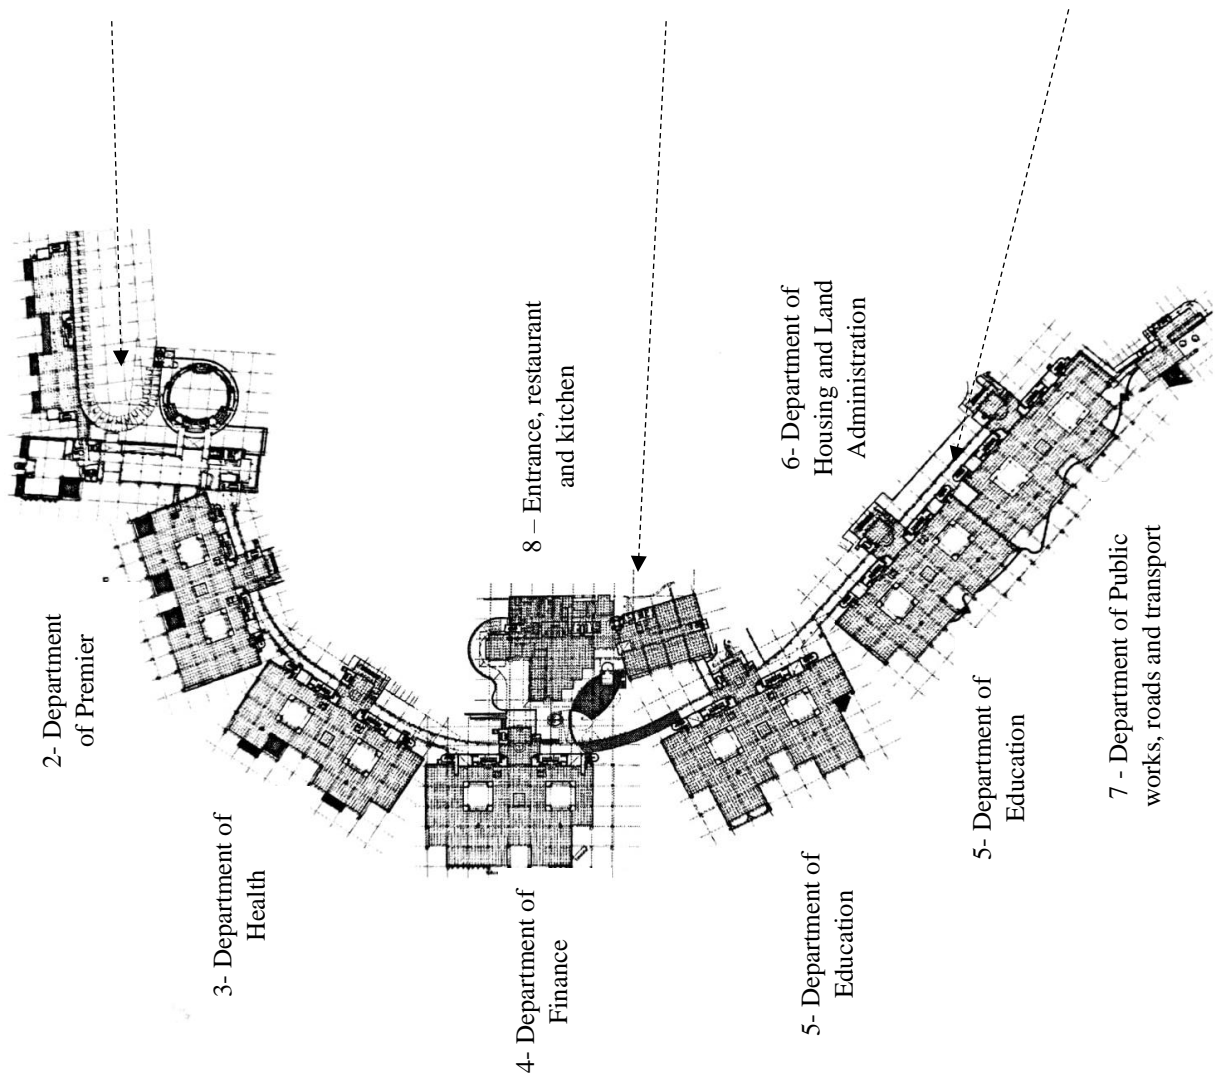 2- Department
of Premier
3- Department of
Health
4- Department of
Finance
8 – Entrance, restaurant
and kitchen
5- Department of
Education
6- Department of
Housing and Land
Administration
5- Department of
Education
7 - Department of Public
works, roads and transport